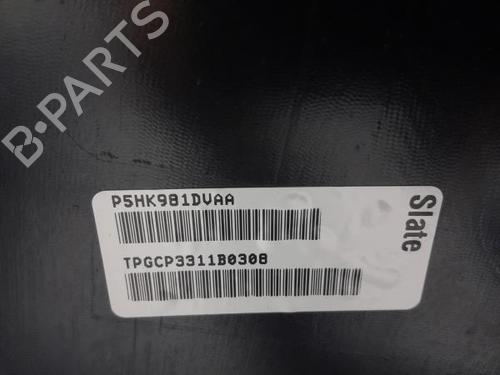 B-PARTS
P5HK981DVAA
TPGCP3311B0308
Slate